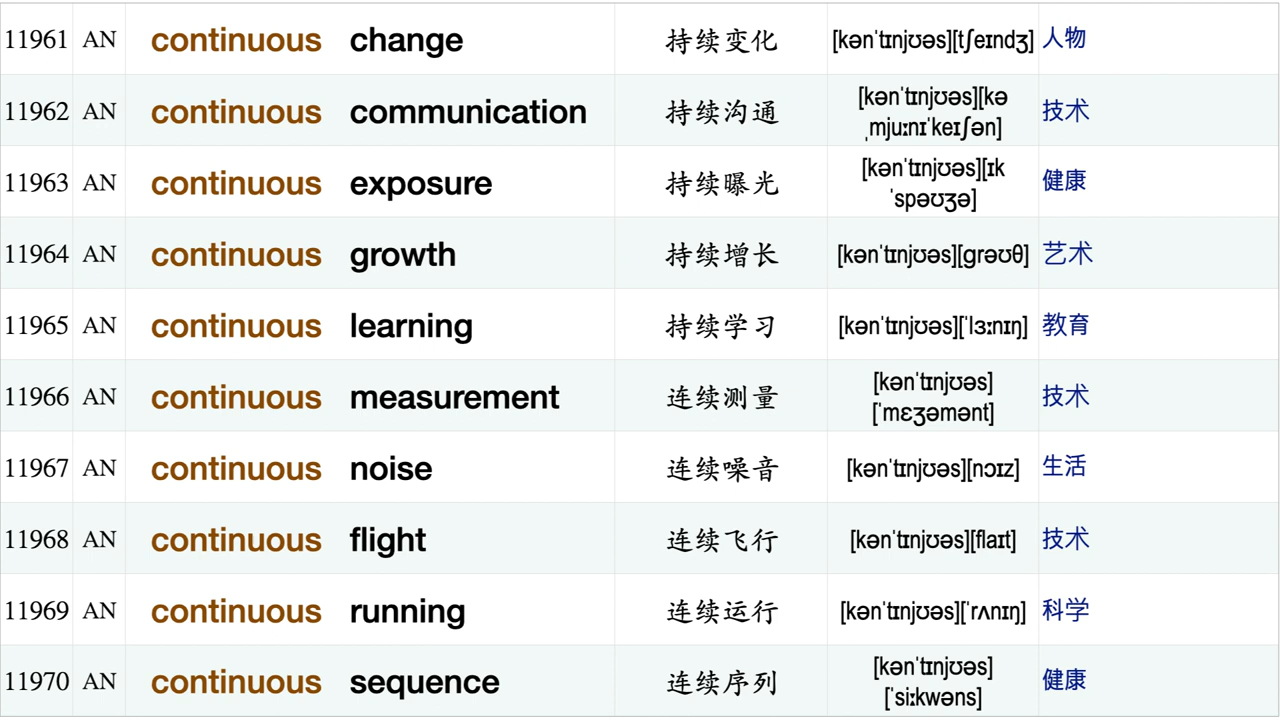 11961 AN continuous change 持续变化 [kənˈtɪnjʊəs][tʃeɪndʒ] 人物
11962 AN continuous communication 持续沟通 [kənˈtɪnjʊəs][kə
ˌmjuːnɪˈkeɪʃən] 技术
11963 AN continuous exposure 持续曝光 [kənˈtɪnjʊəs][ɪk
ˈspəʊʒə] 健康
11964 AN continuous growth 持续增长 [kənˈtɪnjʊəs][grəʊθ] 艺术
11965 AN continuous learning 持续学习 [kənˈtɪnjʊəs][ˈlɜːnɪŋ] 教育
11966 AN continuous measurement 连续测量 [kənˈtɪnjʊəs]
[ˈmɛʒəmənt] 技术
11967 AN continuous noise 连续噪音 [kənˈtɪnjʊəs][nɔɪz] 生活
11968 AN continuous flight 连续飞行 [kənˈtɪnjʊəs][flaɪt] 技术
11969 AN continuous running 连续运行 [kənˈtɪnjʊəs][ˈrʌnɪŋ] 科学
11970 AN continuous sequence 连续序列 [kənˈtɪnjʊəs]
[ˈsiːkwəns] 健康